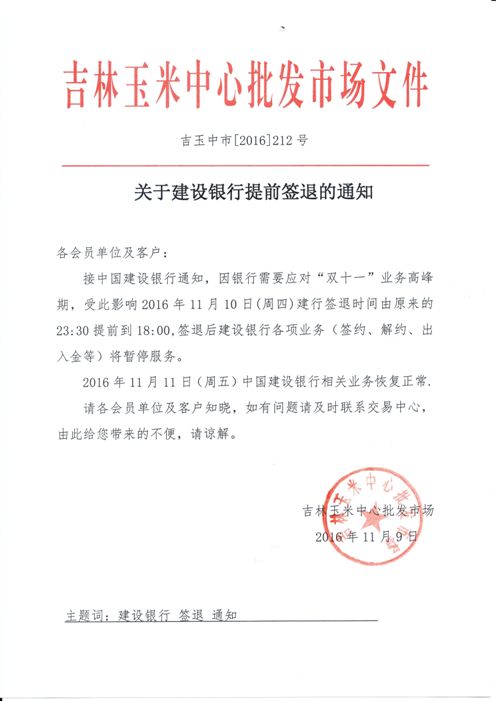 吉林玉米中心批发市场文件
吉玉中市[2016]212 号
关于建设银行提前签退的通知
各会员单位及客户:
接中国建设银行通知, 因银行需要应对“双十一”业务高峰
期, 受此影响 2016 年 11 月 10 日(周四)建行签退时间由原来的
23:30 提前到 18:00,签退后建设银行各项业务（签约、解约、出
入金等）将暂停服务。
2016 年 11 月 11 日（周五）中国建设银行相关业务恢复正常.
请各会员单位及客户知晓, 如有问题请及时联系交易中心,
由此给您带来的不便, 请谅解。
吉林玉米中心批发市场
吉林玉米中心批发市场
2016 年 11 月 9 日
主题词: 建设银行 签退 通知